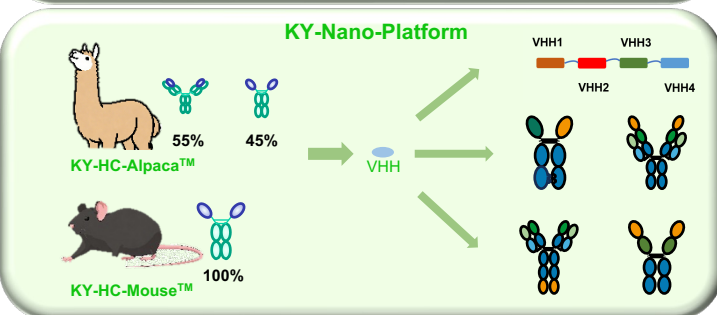 KY-Nano-Platform
55%
45%
KY-HC-Alpaca™
100%
KY-HC-Mouse™
VHH
VHH1
VHH3
VHH2
VHH4